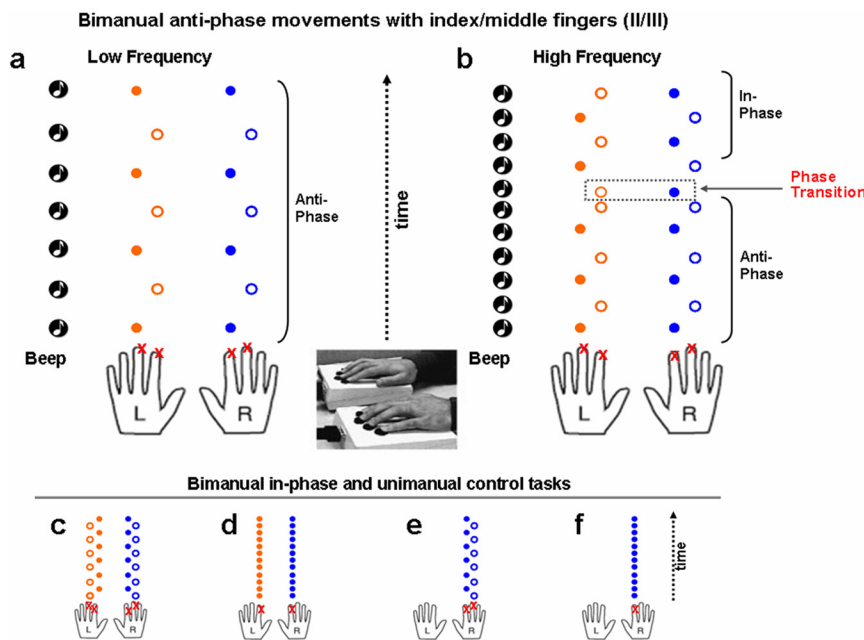 Bimanual anti-phase movements with index/middle fingers (II/III)
a
Low Frequency
Anti-
Phase
time
Beep
X X X X
L R
b
High Frequency
In-
Phase
Phase
Transition
Anti-
Phase
Beep
X X X X
L R
Bimanual in-phase and unimanual control tasks
c
d
e
f
time
X X X X
L R
X X
L R
X X
L R
X
L R